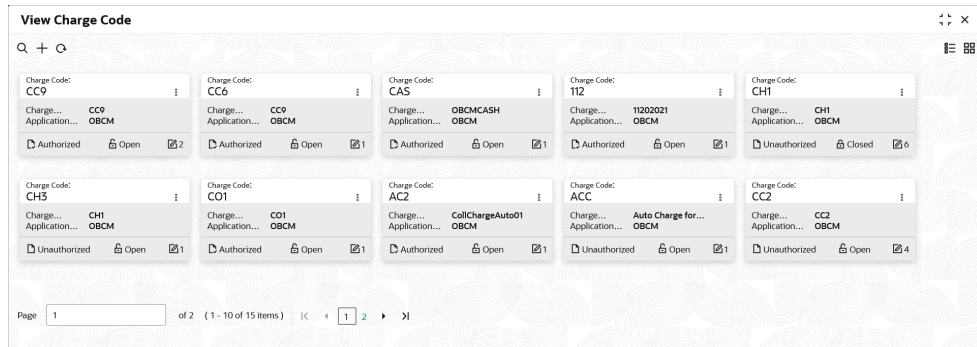 View Charge Code
Charge Code:
CC9
Charge... CC9
Application... OBCM
Authorized Open 2
Charge Code:
CC6
Charge... CC9
Application... OBCM
Authorized Open 1
Charge Code:
CAS
Charge... OBCMCASH
Application... OBCM
Authorized Open 1
Charge Code:
112
Charge... 11202021
Application... OBCM
Authorized Open 1
Charge Code:
CH1
Charge... CH1
Application... OBCM
Unauthorized Closed 6
Charge Code:
CH3
Charge... CH1
Application... OBCM
Unauthorized Open 1
Charge Code:
CO1
Charge... CO1
Application... OBCM
Authorized Open 1
Charge Code:
AC2
Charge... CollChargeAuto01
Application... OBCM
Authorized Open 1
Charge Code:
ACC
Charge... Auto Charge for...
Application... OBCM
Unauthorized Open 1
Charge Code:
CC2
Charge... CC2
Application... OBCM
Unauthorized Open 4
Page 1 of 2 ( 1 - 10 of 15 items ) 1 2